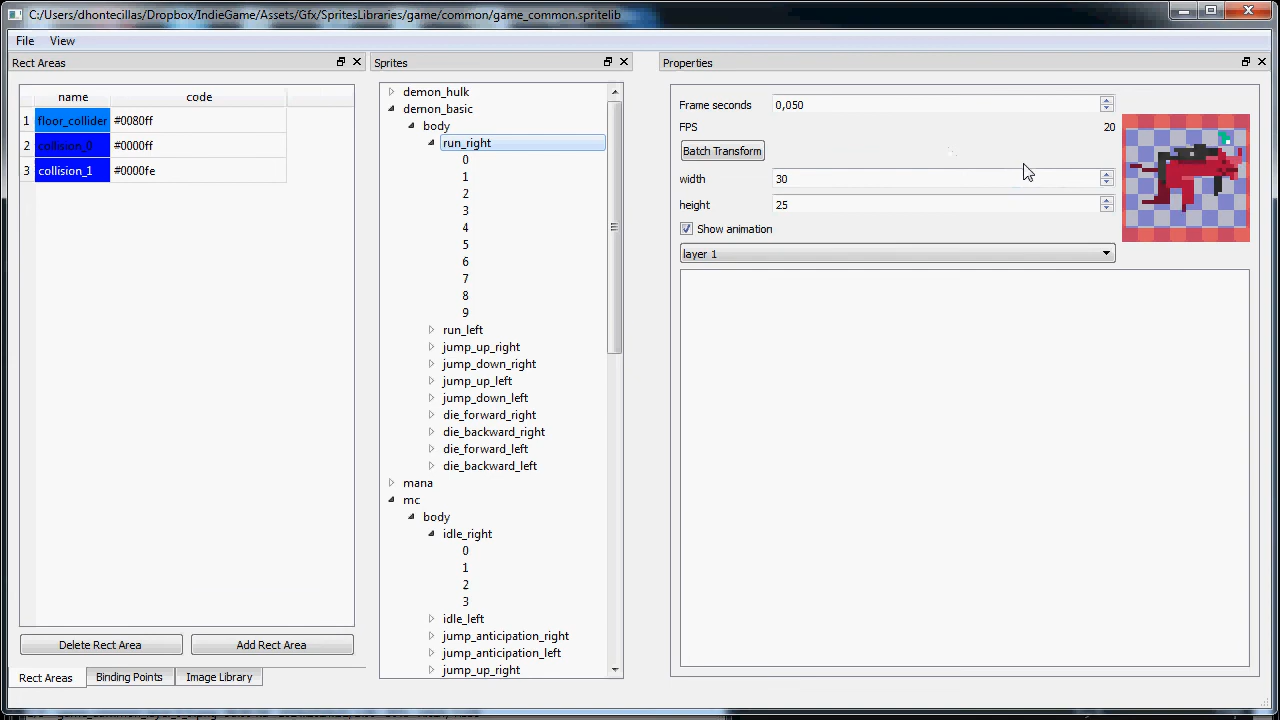 C:/Users/dhontecillas/Dropbox/IndieGame/Assets/Gfx/SpritesLibraries/game/common/game_common.spritelib
File View
Rect Areas
name code
1 floor_collider #0080ff
2 collision_0 #0000ff
3 collision_1 #0000fe
Delete Rect Area Add Rect Area
Rect Areas Binding Points Image Library
Sprites
demon_hulk
demon_basic
body
run_right
0
1
2
3
4
5
6
7
8
9
run_left
jump_up_right
jump_down_right
jump_up_left
jump_down_left
die_forward_right
die_backward_right
die_forward_left
die_backward_left
mana
mc
body
idle_right
0
1
2
3
idle_left
jump_anticipation_right
jump_anticipation_left
jump_up_right
Properties
Frame seconds 0,050
FPS 20
Batch Transform
width 30
height 25
Show animation
layer 1